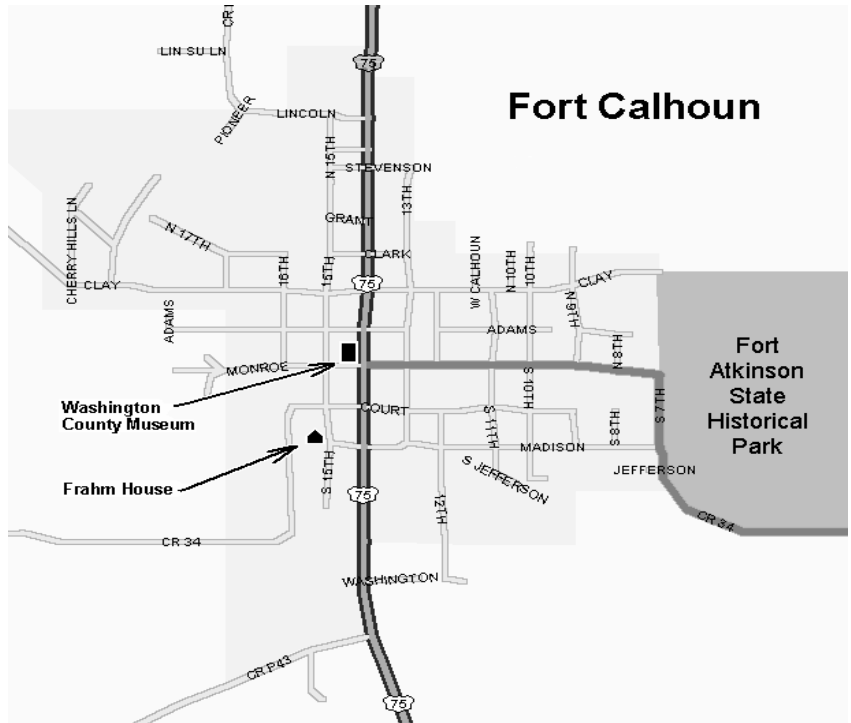 CR
LIN SU LN
75
Fort Calhoun
PIONEER
LINCOLN
N 15TH
STEVENSON
13TH
GRANT
N 17TH
CLARK
CHERRY HILLS LN
CLAY
16TH
15TH
75
W CALHOUN
N 10TH
10TH
CLAY
N 9TH
ADAMS
ADAMS
N 8TH
MONROE
Fort
Atkinson
State
Historical
Park
S 10TH
S 7TH
Washington
County Museum
COURT
S 11TH
S 8TH
MADISON
S 15TH
S JEFFERSON
JEFFERSON
Frahm House
75
12TH
CR 34
CR 34
WASHINGTON
CR P43
75